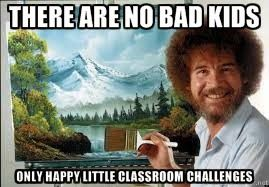 THERE ARE NO BAD KIDS
ONLY HAPPY LITTLE CLASSROOM CHALLENGES